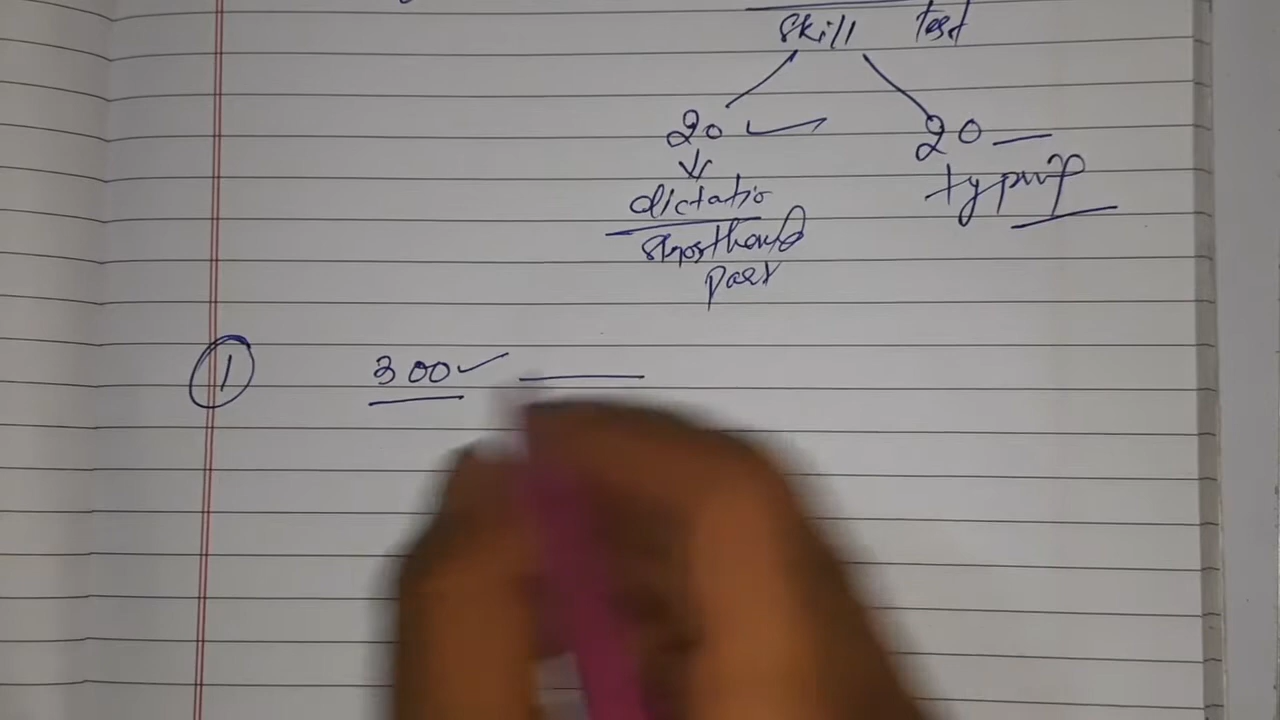 skill test
20 20
dictatio typing
shorthand
part
1 300